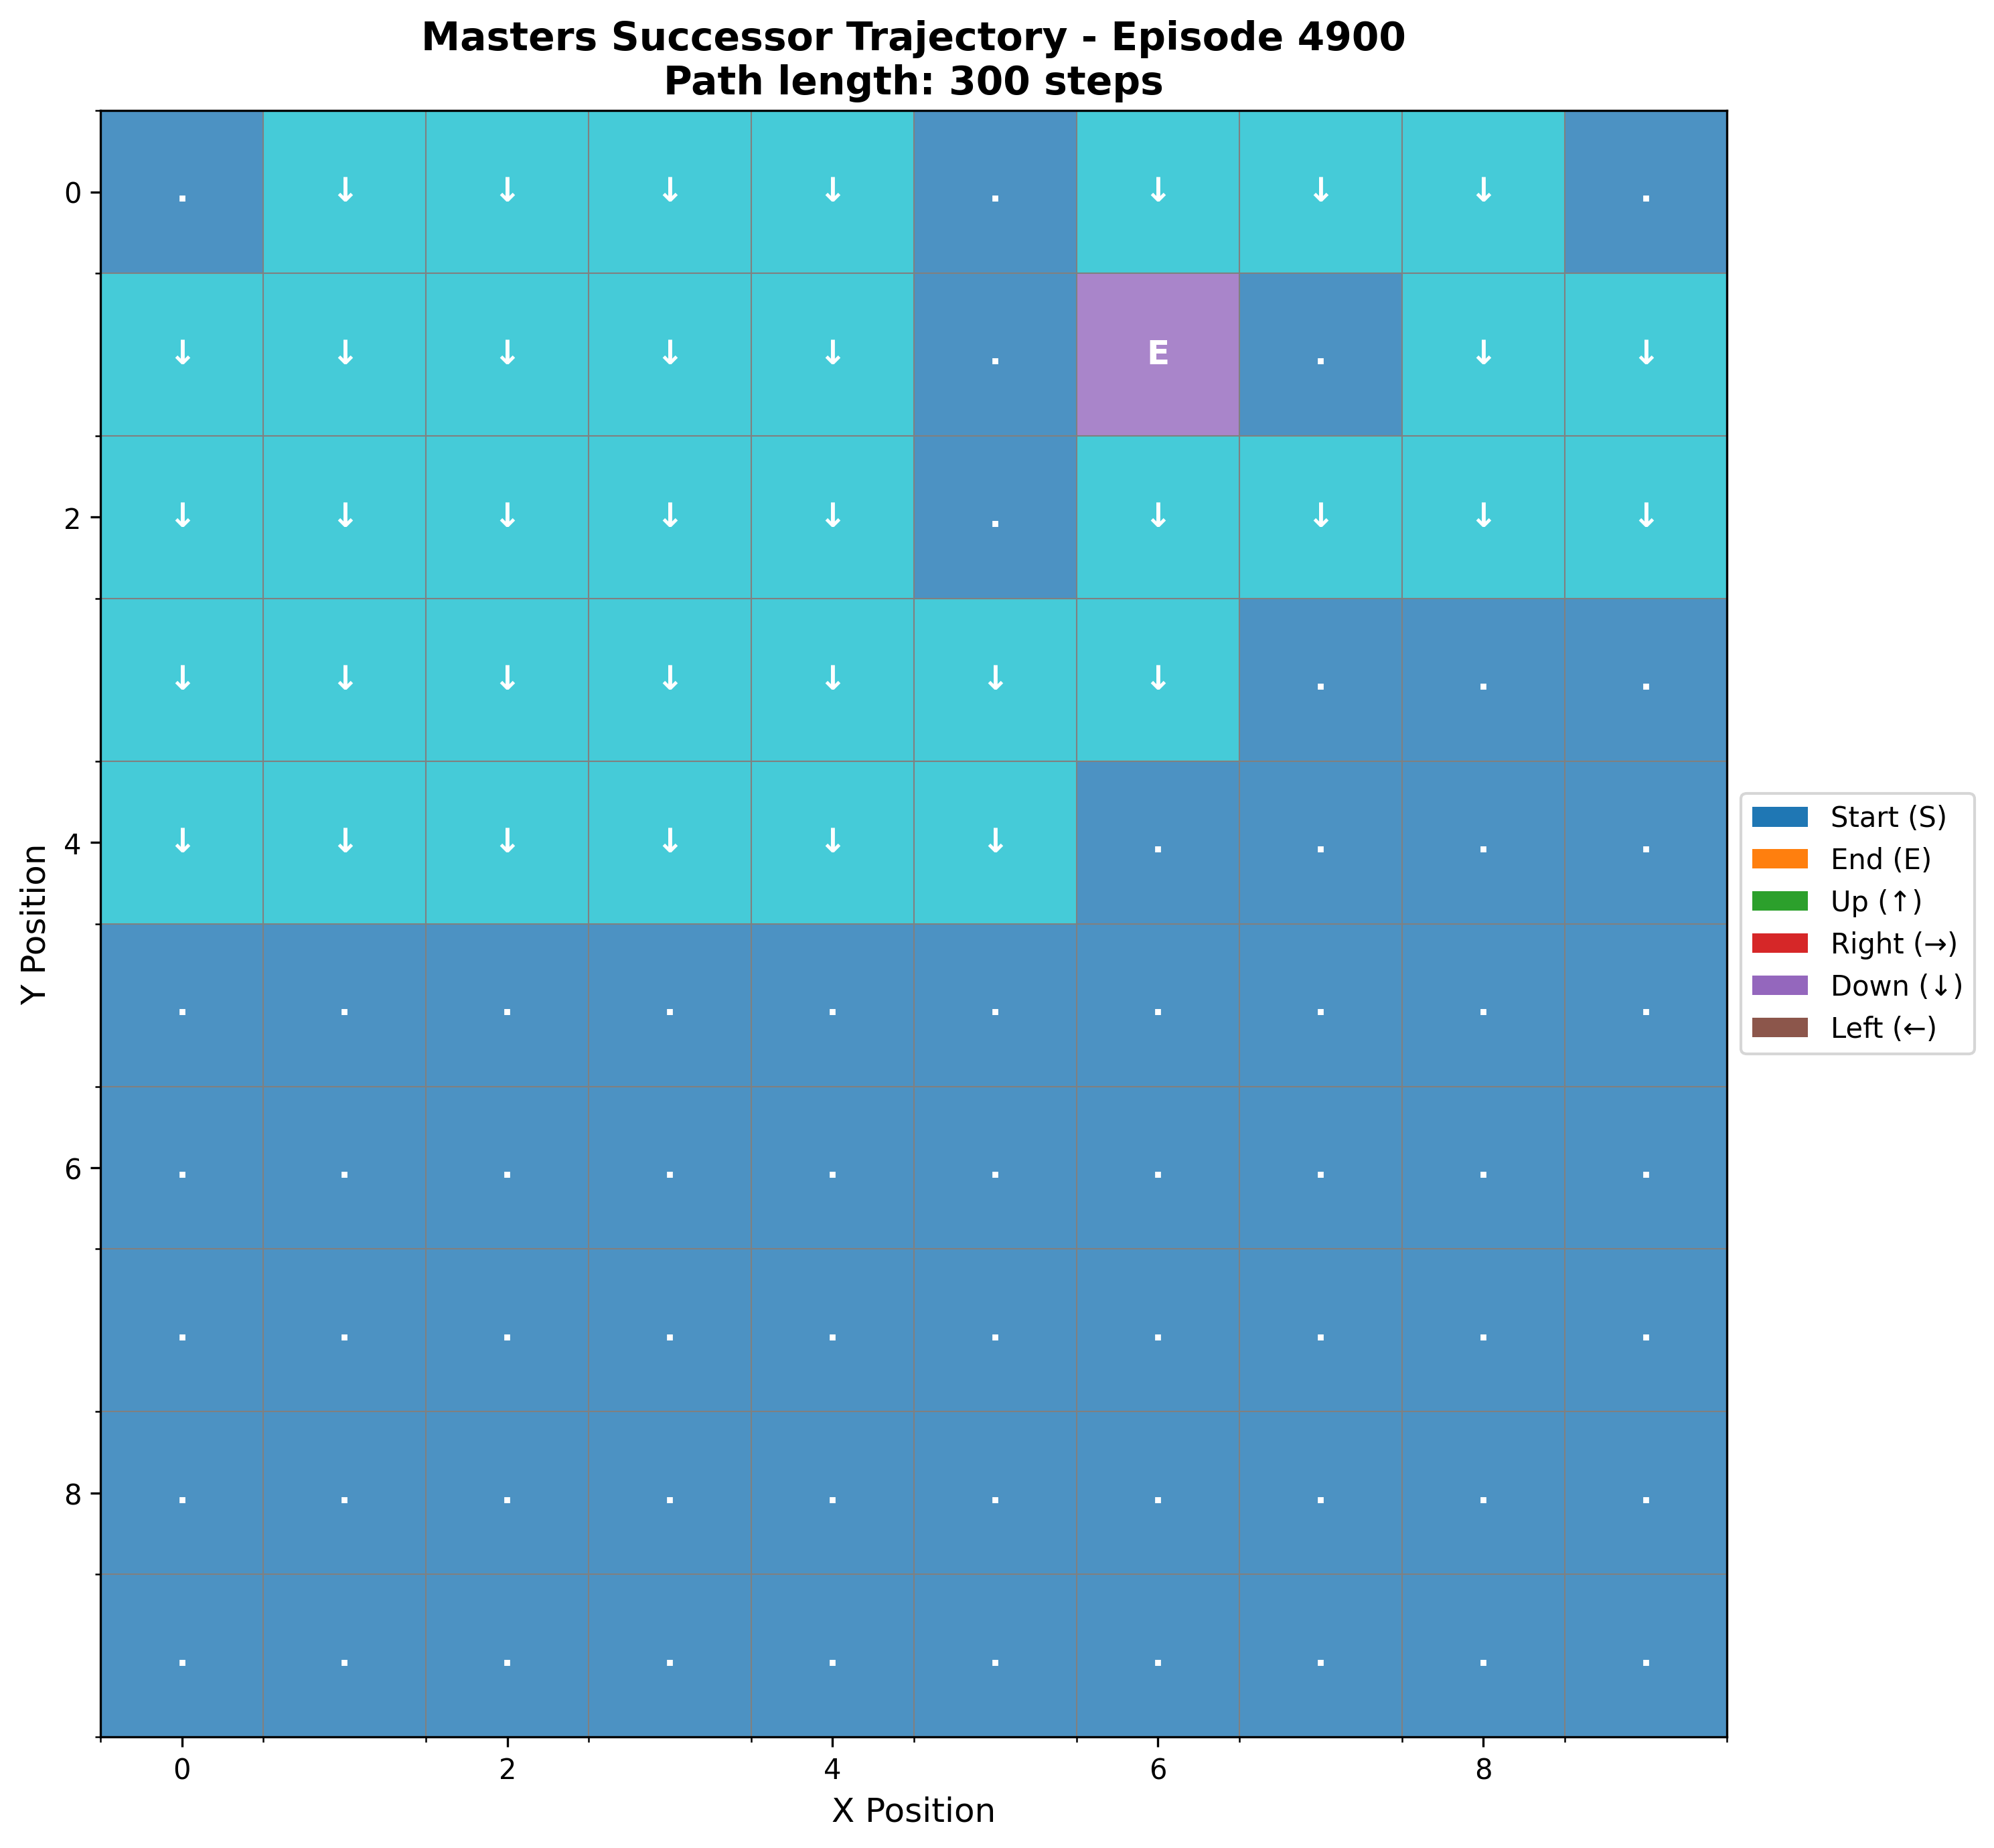 Masters Successor Trajectory - Episode 4900
Path length: 300 steps
0 . ↓ ↓ ↓ ↓ . ↓ ↓ ↓ .
↓ ↓ ↓ ↓ ↓ . E . ↓ ↓
2 ↓ ↓ ↓ ↓ ↓ . ↓ ↓ ↓ ↓
↓ ↓ ↓ ↓ ↓ ↓ ↓ . . .
4 ↓ ↓ ↓ ↓ ↓ ↓ . . . .
. . . . . . . . . .
6 . . . . . . . . . .
. . . . . . . . . .
8 . . . . . . . . . .
. . . . . . . . . .
0 2 4 6 8
X Position
Y Position
Start (S)
End (E)
Up (↑)
Right (→)
Down (↓)
Left (←)